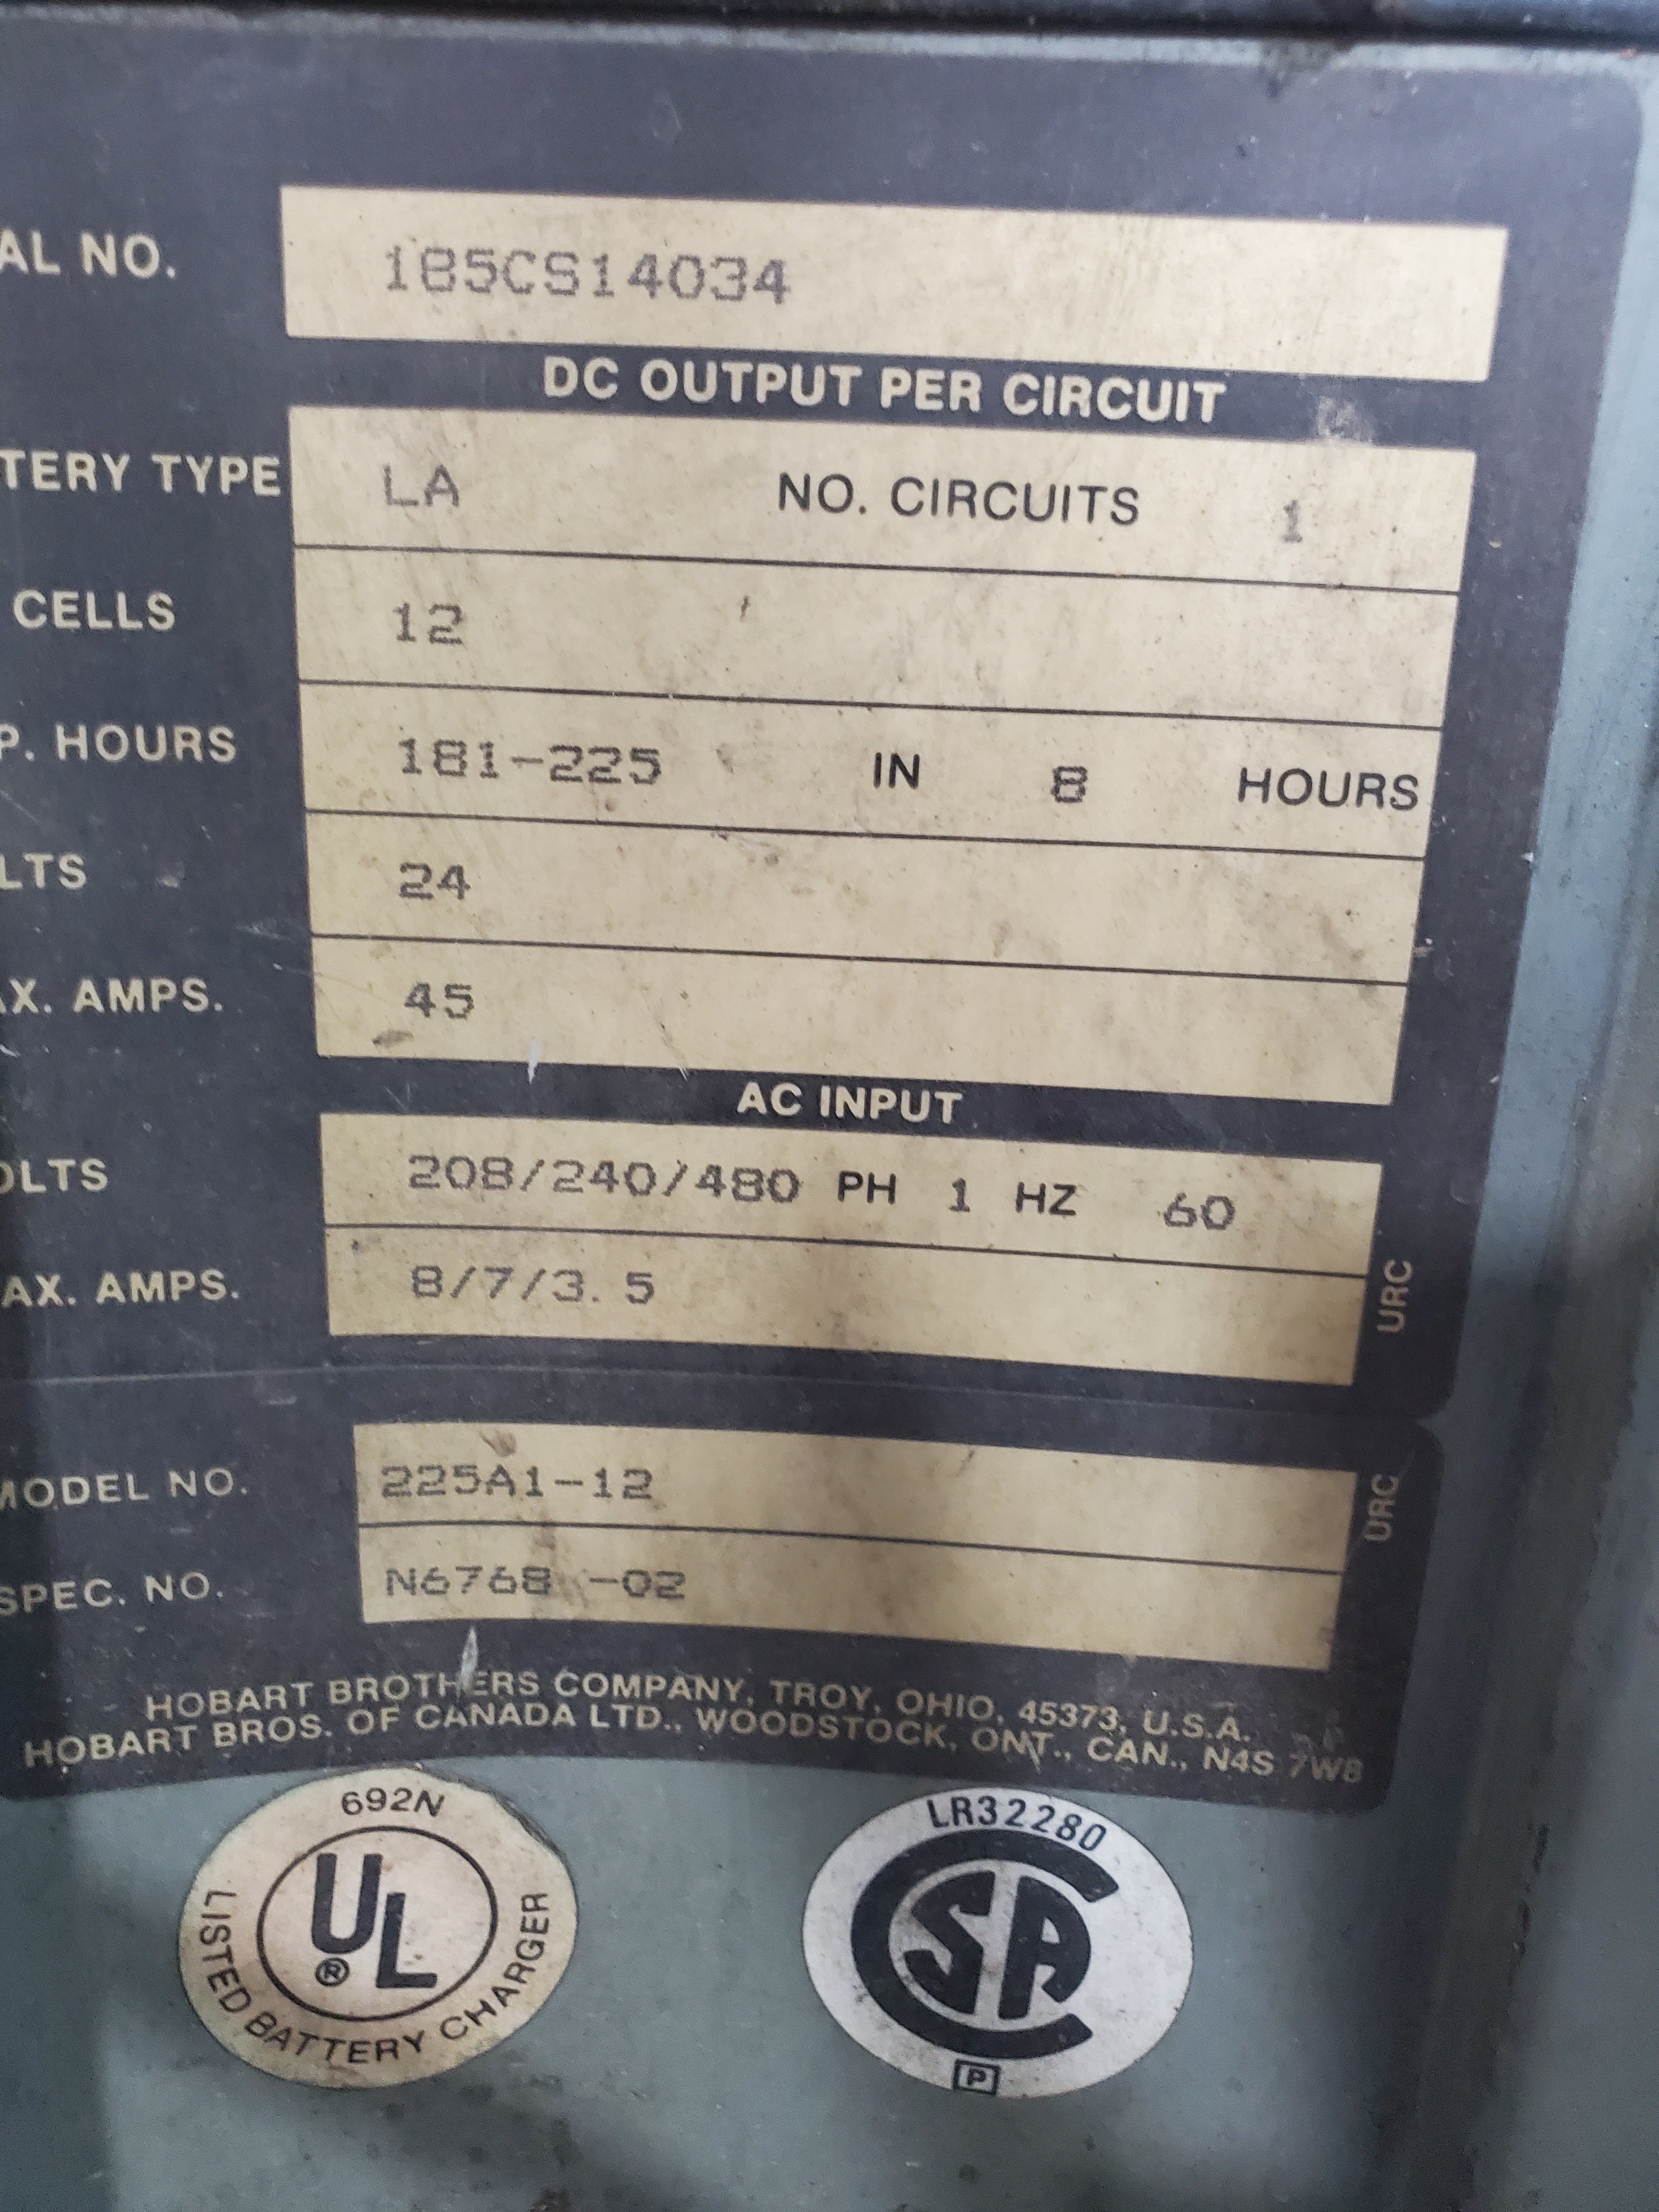 AL NO. 185CS14034
DC OUTPUT PER CIRCUIT
TERY TYPE LA NO. CIRCUITS 1
CELLS 12
P. HOURS 181-225 IN 8 HOURS
LTS 24
AX. AMPS. 45
AC INPUT
OLTS 208/240/480 PH 1 HZ 60
AX. AMPS. 8/7/3.5
URC
MODEL NO. 225A1-12
URC
SPEC. NO. N6768 -02
HOBART BROTHERS COMPANY, TROY, OHIO, 45373, U.S.A.
HOBART BROS. OF CANADA LTD., WOODSTOCK, ONT., CAN., N4S 7W8
692N
UL
®
LISTED BATTERY CHARGER
LR32280
CSA
P